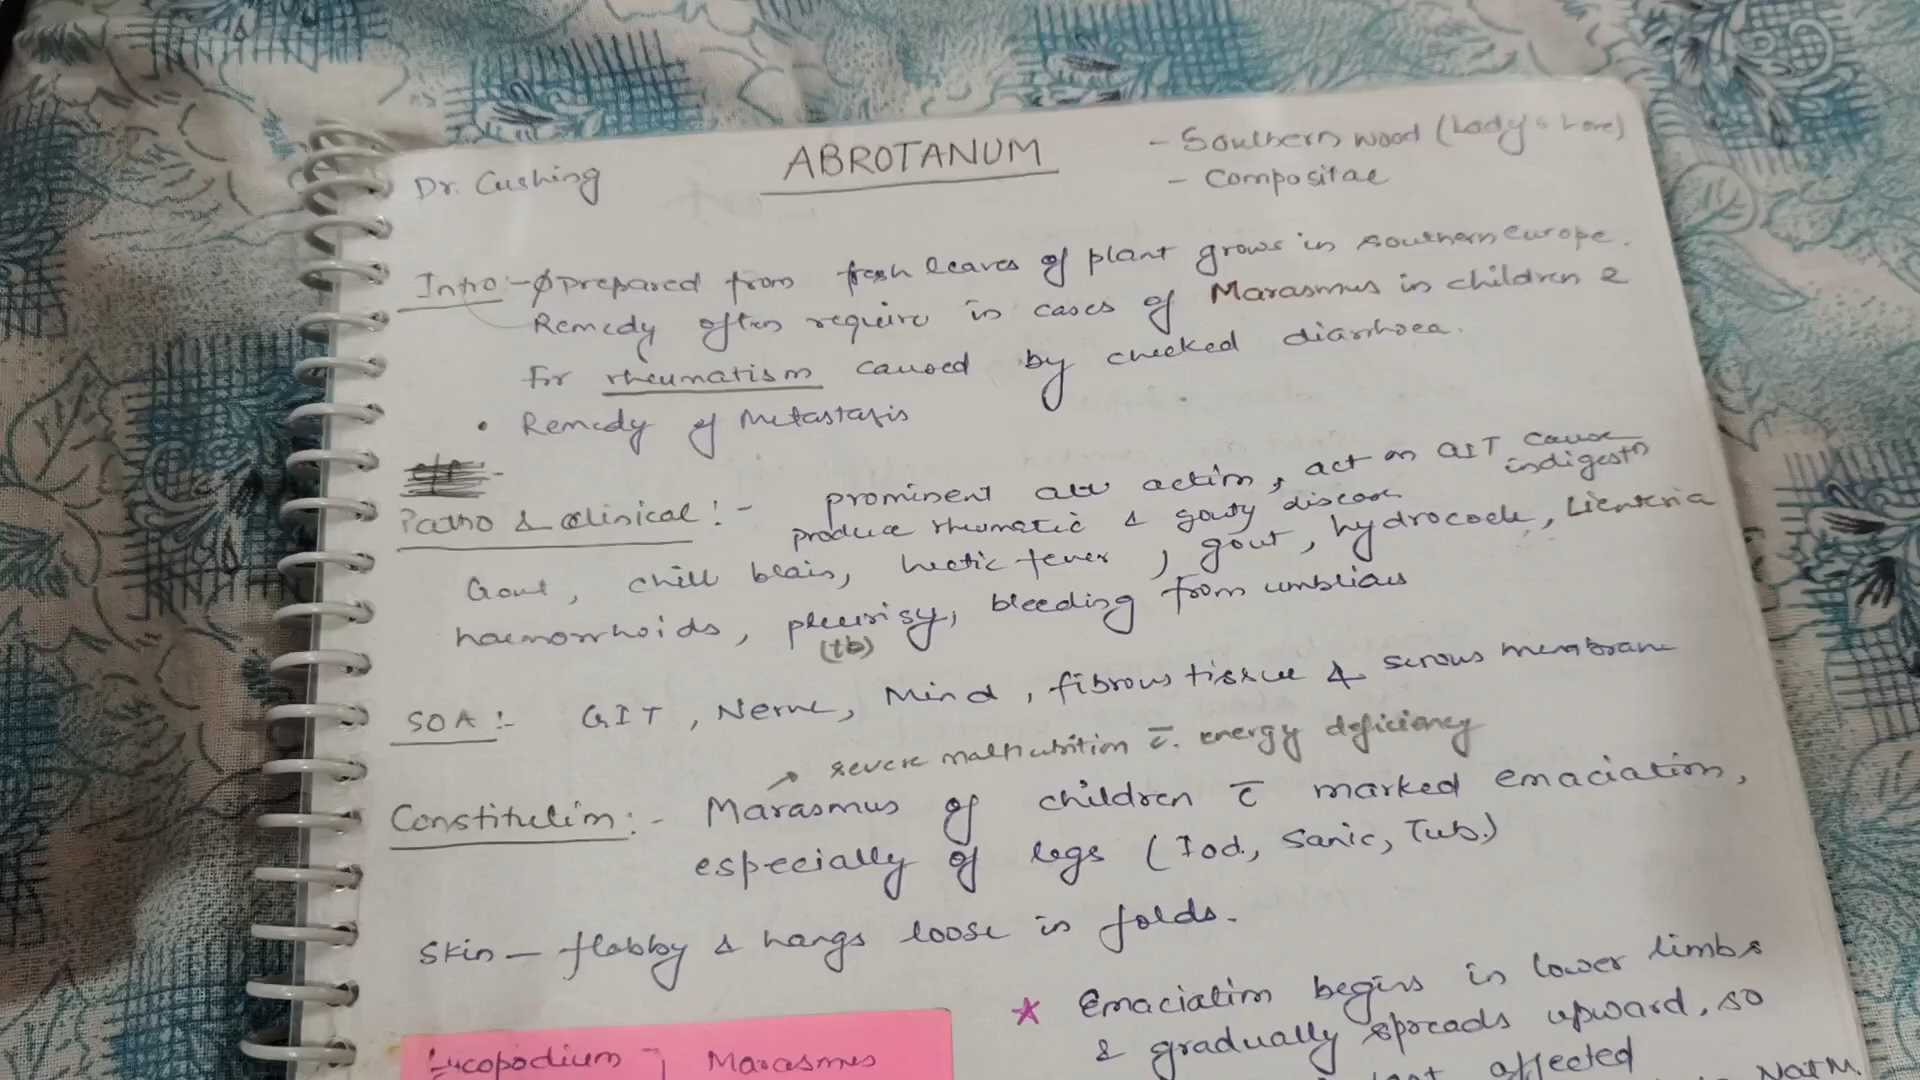 Dr. Cushing
ABROTANUM
- Southern wood (Lady's Love)
- Compositae
Intro :- ϕ prepared from fresh leaves of plant grows in southern europe.
Remedy often require in cases of Marasmus in children &
For rheumatism caused by checked diarrhoea.
• Remedy of Metastasis
Patho & clinical :- prominent action, act on GIT cause indigestn
produce rheumatic & gouty disease
Gout, chill blain, hectic fever, gout, hydrocoele, Lienteria
haemorrhoids, pleurisy, bleeding from umblicus
(tb)
SOA :- GIT, Nerve, Mind, fibrous tissue & serous membrane
→ severe malnutrition c̄. energy deficiency
Constitution :- Marasmus of children c̄ marked emaciation,
especially of legs (Iod, Sanic, Tub.)
Skin — flabby & hangs loose in folds.
* Emaciation begins in lower limbs
& gradually spreads upward, so
affected
Nat M.
Lycopodium Marasmus